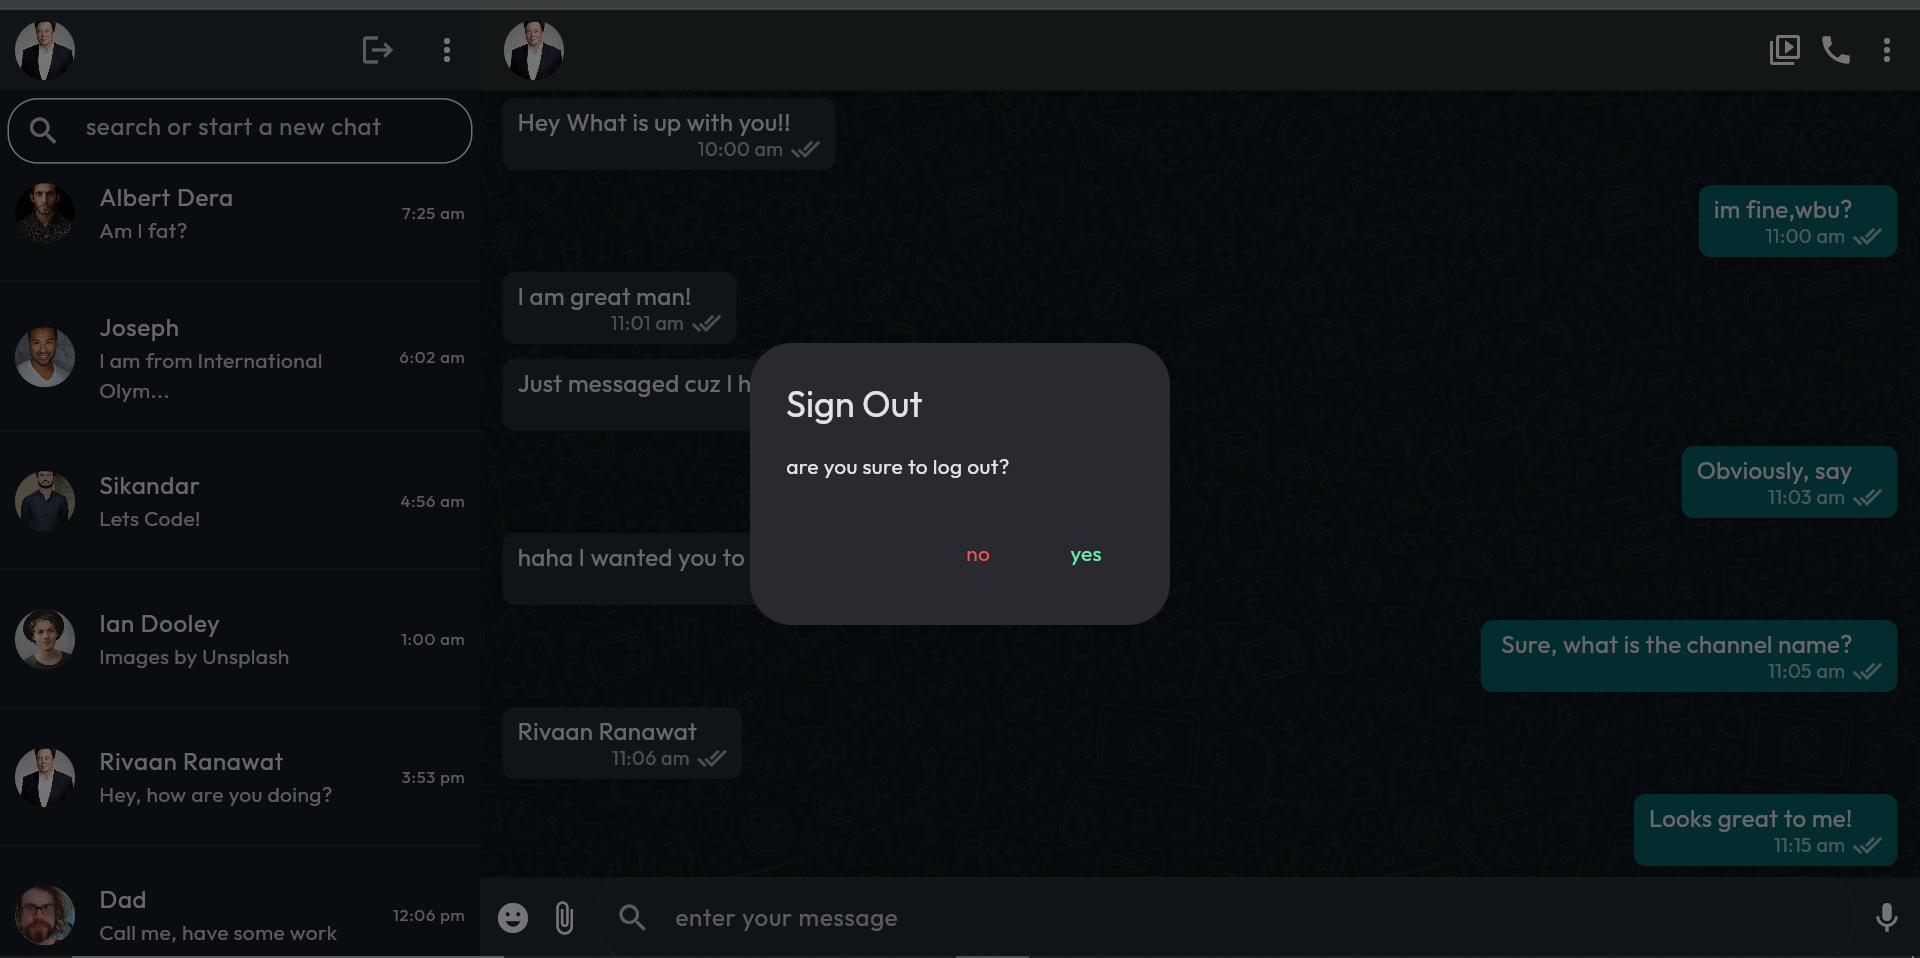 search or start a new chat
Albert Dera
7:25 am
Am I fat?
Joseph
I am from International
6:02 am
Olym...
Sikandar
4:56 am
Lets Code!
Ian Dooley
1:00 am
Images by Unsplash
Rivaan Ranawat
3:53 pm
Hey, how are you doing?
Dad
12:06 pm
Call me, have some work
Hey What is up with you!!
10:00 am
im fine,wbu?
11:00 am
I am great man!
11:01 am
Just messaged cuz I h
Obviously, say
11:03 am
haha I wanted you to
Sure, what is the channel name?
11:05 am
Rivaan Ranawat
11:06 am
Looks great to me!
11:15 am
enter your message
Sign Out
are you sure to log out?
no
yes